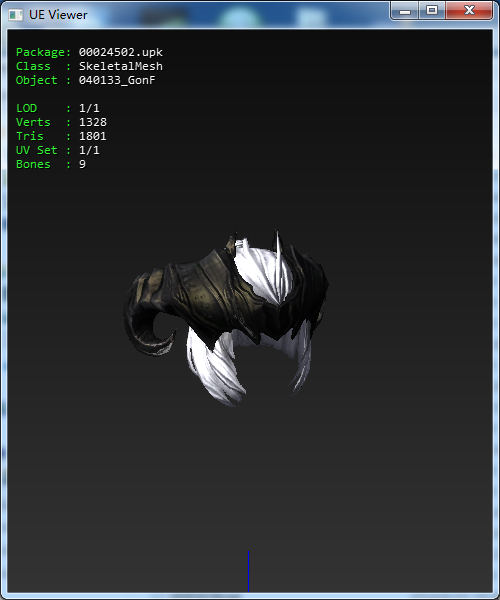 UE Viewer
Package: 00024502.upk
Class  : SkeletalMesh
Object : 040133_GonF
LOD    : 1/1
Verts  : 1328
Tris   : 1801
UV Set : 1/1
Bones  : 9